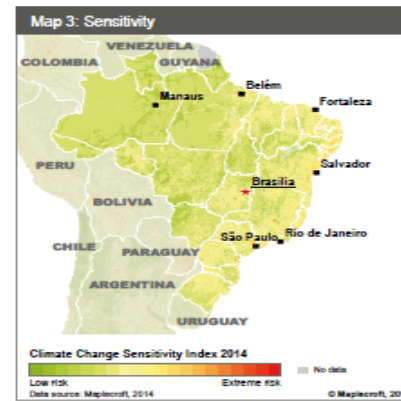 Map 3: Sensitivity
VENEZUELA
COLOMBIA
GUYANA
Belém
Manaus
Fortaleza
PERU
Salvador
Brasília
BOLIVIA
São Paulo
Rio de Janeiro
CHILE
PARAGUAY
ARGENTINA
URUGUAY
Climate Change Sensitivity Index 2014
No data
Low risk Extreme risk
Data source: Maplecroft, 2014 © Maplecroft, 20